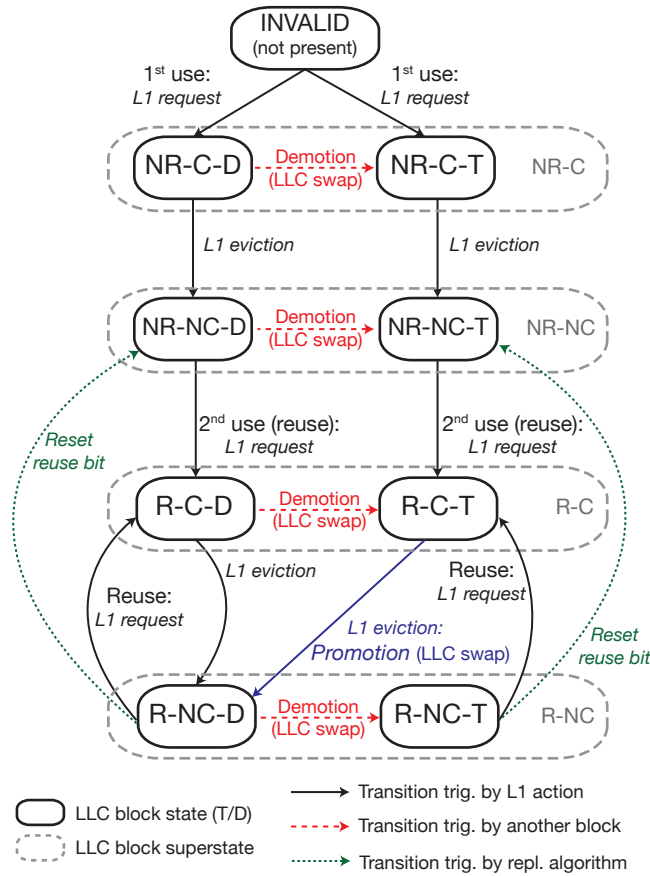 INVALID
(not present)
1st use:
L1 request
1st use:
L1 request
NR-C-D
Demotion
(LLC swap)
NR-C-T
NR-C
L1 eviction
L1 eviction
NR-NC-D
Demotion
(LLC swap)
NR-NC-T
NR-NC
Reset
reuse bit
2nd use (reuse):
L1 request
2nd use (reuse):
L1 request
R-C-D
Demotion
(LLC swap)
R-C-T
R-C
Reuse:
L1 request
L1 eviction
Reuse:
L1 request
L1 eviction:
Promotion (LLC swap)
Reset
reuse bit
R-NC-D
Demotion
(LLC swap)
R-NC-T
R-NC
LLC block state (T/D)
LLC block superstate
Transition trig. by L1 action
Transition trig. by another block
Transition trig. by repl. algorithm